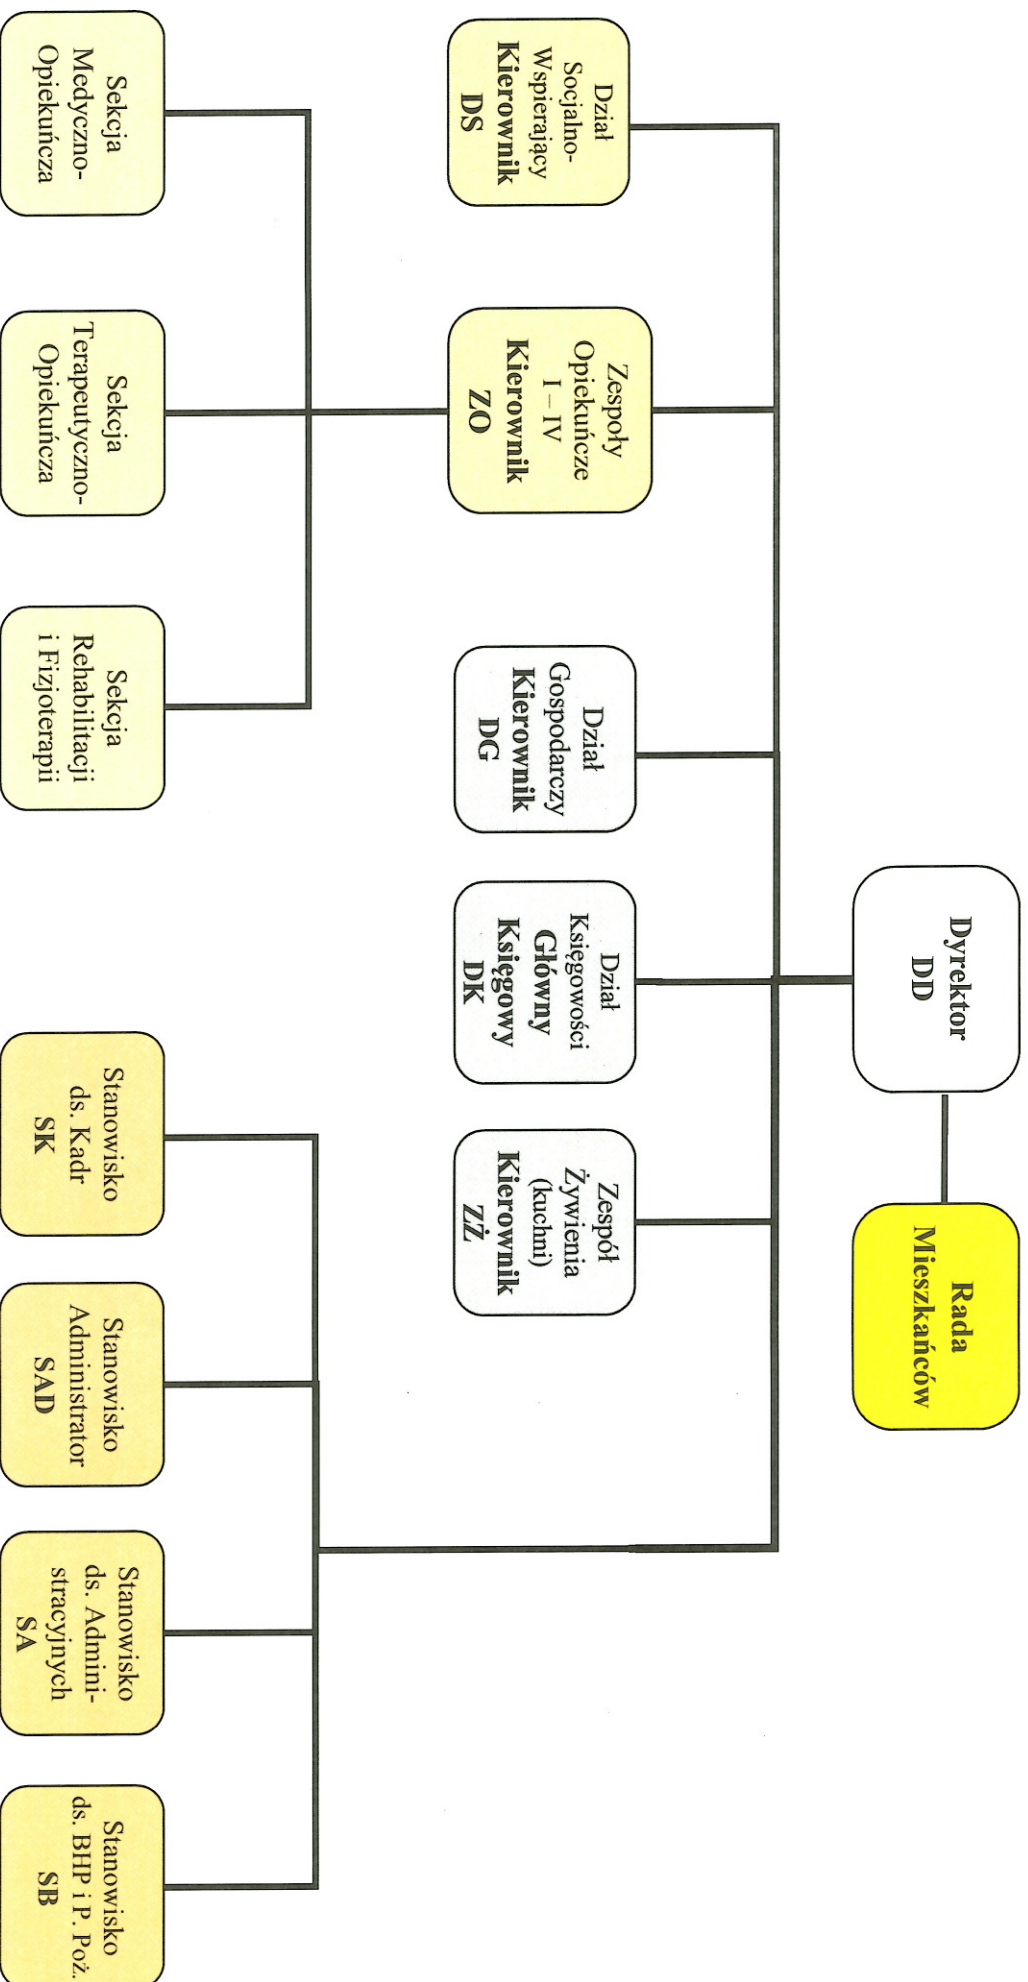 Dyrektor
DD
Rada
Mieszkańców
Dział
Socjalno-
Wspierający
Kierownik
DS
Zespoły
Opiekuńcze
I – IV
Kierownik
ZO
Dział
Gospodarczy
Kierownik
DG
Dział
Księgowości
Główny
Księgowy
DK
Zespół
Żywienia
(kuchni)
Kierownik
ZŻ
Sekcja
Medyczno-
Opiekuńcza
Sekcja
Terapeutyczno-
Opiekuńcza
Sekcja
Rehabilitacji
i Fizjoterapii
Stanowisko
ds. Kadr
SK
Stanowisko
Administrator
SAD
Stanowisko
ds. Admini-
stracyjnych
SA
Stanowisko
ds. BHP i P. Poż.
SB